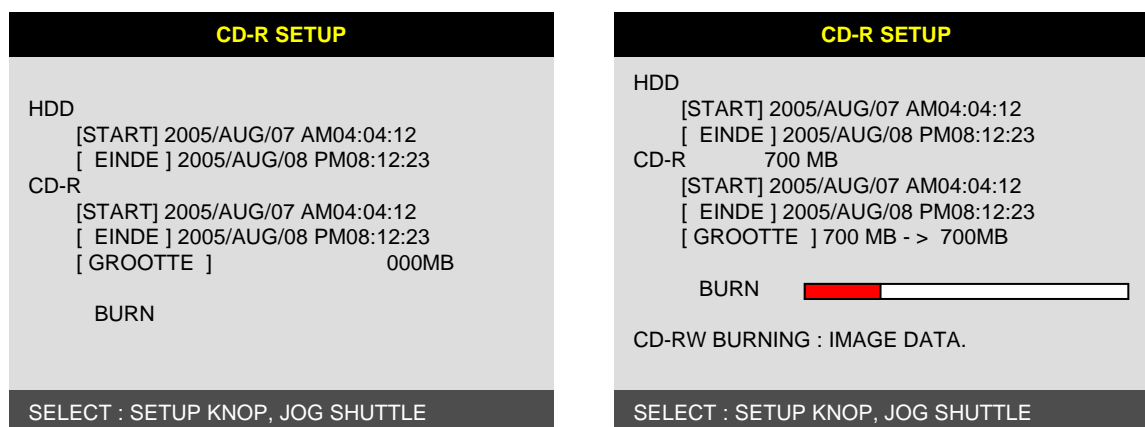 CD-R SETUP
HDD
[START] 2005/AUG/07 AM04:04:12
[ EINDE ] 2005/AUG/08 PM08:12:23
CD-R
[START] 2005/AUG/07 AM04:04:12
[ EINDE ] 2005/AUG/08 PM08:12:23
[ GROOTTE ] 000MB
BURN
SELECT : SETUP KNOP, JOG SHUTTLE
CD-R SETUP
HDD
[START] 2005/AUG/07 AM04:04:12
[ EINDE ] 2005/AUG/08 PM08:12:23
CD-R 700 MB
[START] 2005/AUG/07 AM04:04:12
[ EINDE ] 2005/AUG/08 PM08:12:23
[ GROOTTE ] 700 MB - > 700MB
BURN
CD-RW BURNING : IMAGE DATA.
SELECT : SETUP KNOP, JOG SHUTTLE